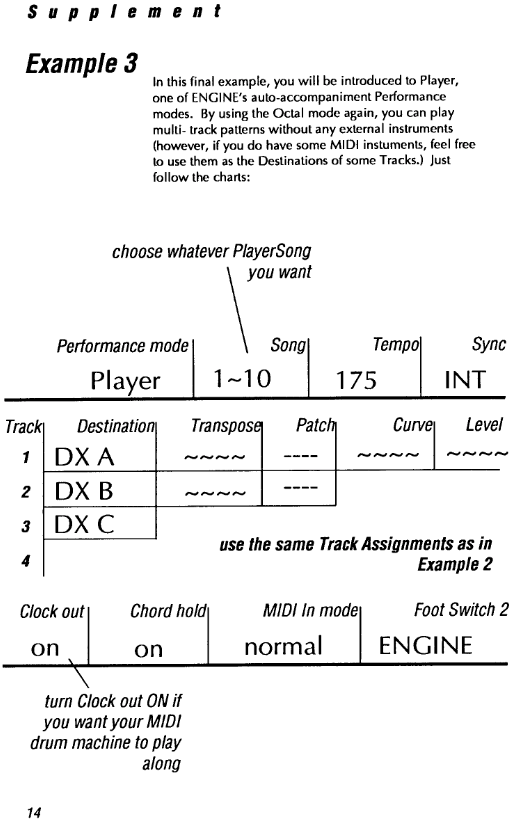 Supplement
Example 3
In this final example, you will be introduced to Player,
one of ENGINE's auto-accompaniment Performance
modes. By using the Octal mode again, you can play
multi- track patterns without any external instruments
(however, if you do have some MIDI instuments, feel free
to use them as the Destinations of some Tracks.) Just
follow the charts:
choose whatever PlayerSong
you want
Performance mode Song Tempo Sync
Player 1~10 175 INT
Track Destination Transpose Patch Curve Level
1 DX A ~~~~ ---- ~~~~ ~~~~
2 DX B ~~~~ ----
3 DX C
4
use the same Track Assignments as in
Example 2
Clock out Chord hold MIDI In mode Foot Switch 2
on on normal ENGINE
turn Clock out ON if
you want your MIDI
drum machine to play
along
14